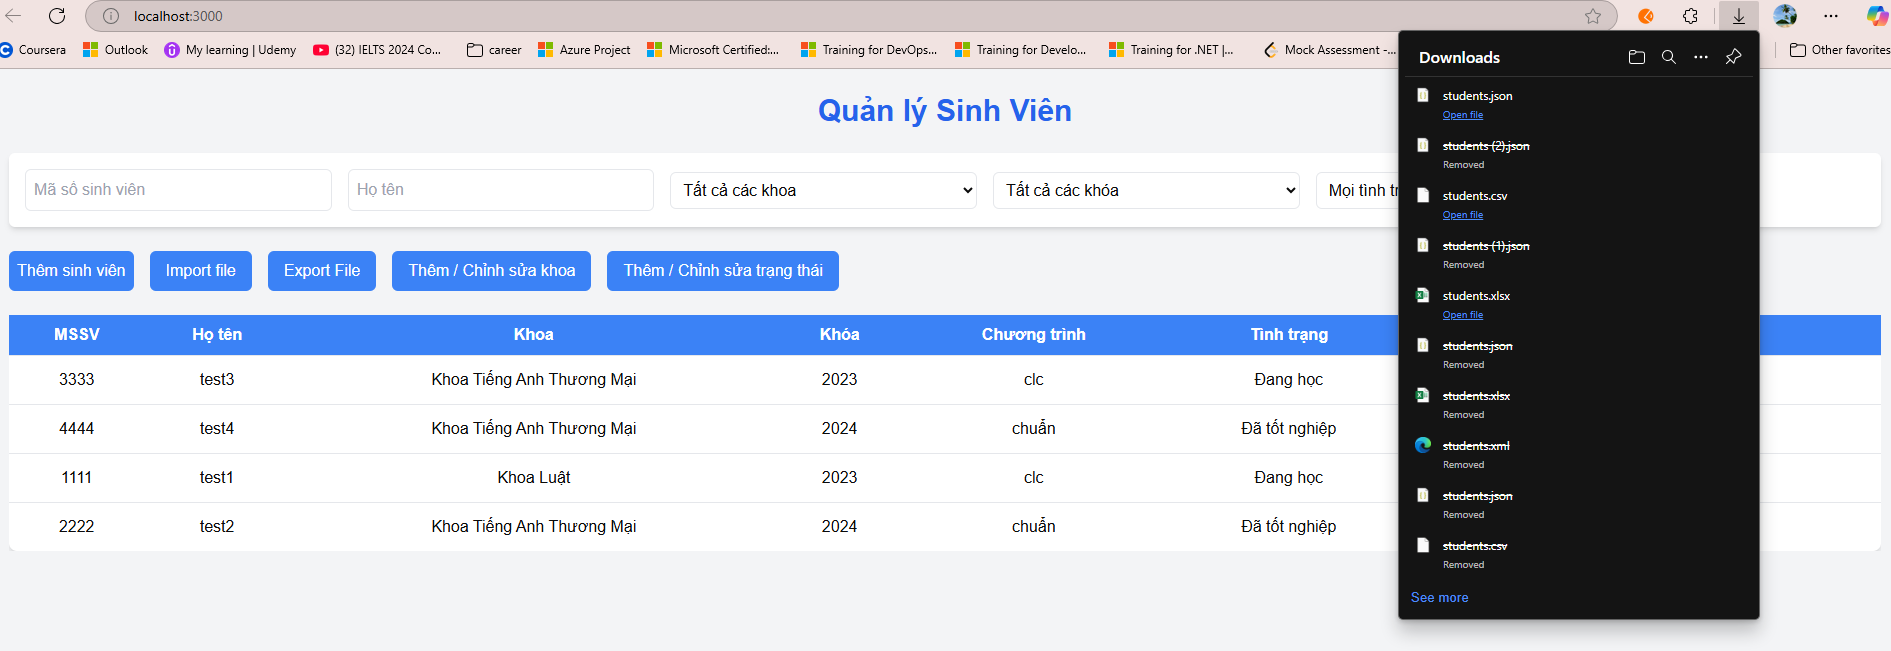 localhost:3000
Coursera Outlook My learning | Udemy (32) IELTS 2024 Co... career Azure Project Microsoft Certified:... Training for DevOps... Training for Develo... Training for .NET |... Mock Assessment -... Other favorites
Quản lý Sinh Viên
Mã số sinh viên Họ tên Tất cả các khoa Tất cả các khóa Mọi tình
Thêm sinh viên Import file Export File Thêm / Chỉnh sửa khoa Thêm / Chỉnh sửa trạng thái
MSSV Họ tên Khoa Khóa Chương trình Tình trạng
3333 test3 Khoa Tiếng Anh Thương Mại 2023 clc Đang học
4444 test4 Khoa Tiếng Anh Thương Mại 2024 chuẩn Đã tốt nghiệp
1111 test1 Khoa Luật 2023 clc Đang học
2222 test2 Khoa Tiếng Anh Thương Mại 2024 chuẩn Đã tốt nghiệp
Downloads
students.json
Open file
students (2).json
Removed
students.csv
Open file
students (1).json
Removed
students.xlsx
Open file
students.json
Removed
students.xlsx
Removed
students.xml
Removed
students.json
Removed
students.csv
Removed
See more